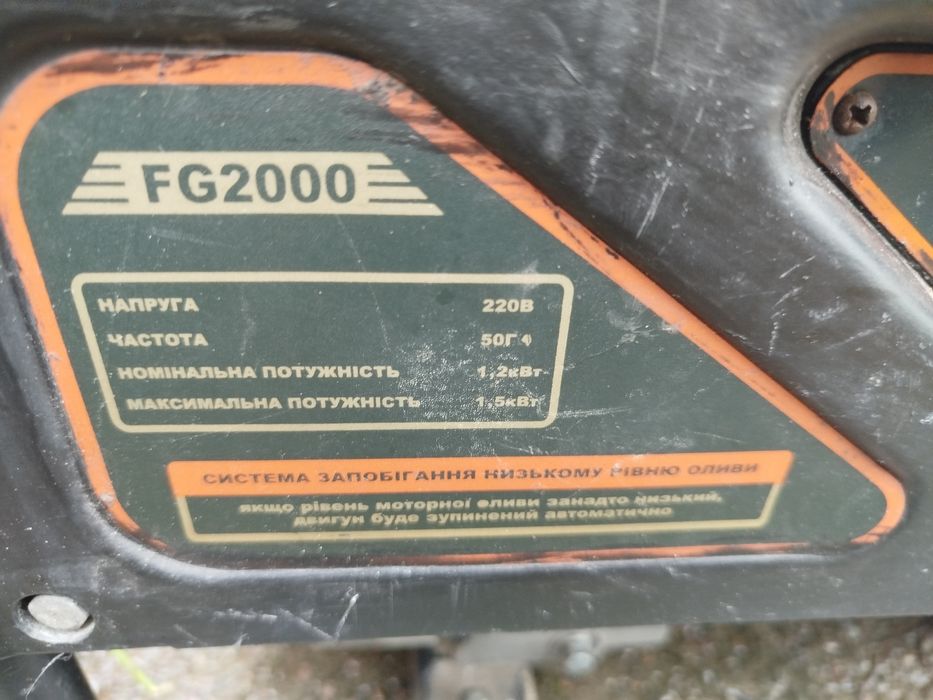 FG2000
НАПРУГА 220В
ЧАСТОТА 50Г
НОМІНАЛЬНА ПОТУЖНІСТЬ 1,2кВт
МАКСИМАЛЬНА ПОТУЖНІСТЬ 1,5кВт
СИСТЕМА ЗАПОБІГАННЯ НИЗЬКОМУ РІВНЮ ОЛИВИ
якщо рівень моторної оливи занадто низький,
двигун буде зупинений автоматично